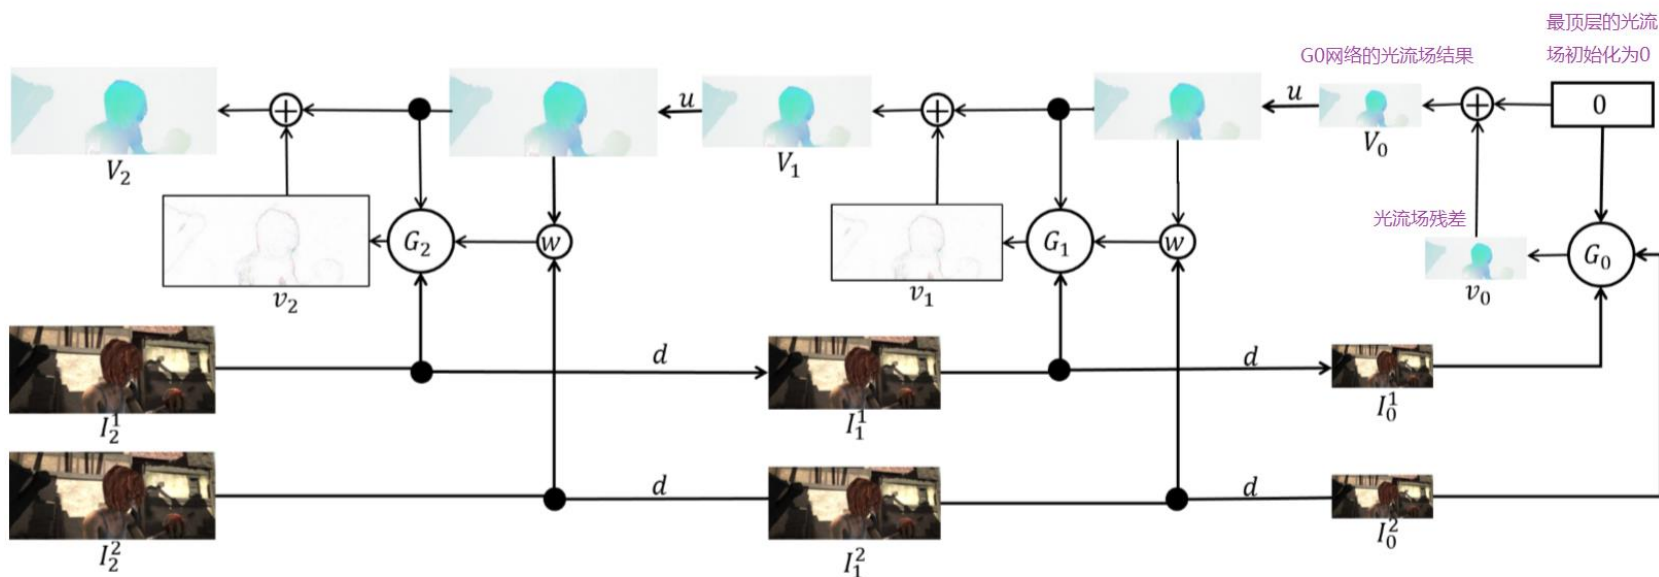 最顶层的光流
场初始化为0
G0网络的光流场结果
u
u
0
V₂
V₁
V₀
光流场残差
G₂
w
G₁
w
G₀
v₂
v₁
v₀
d
d
I₂¹
I₁¹
I₀¹
d
d
I₂²
I₁²
I₀²